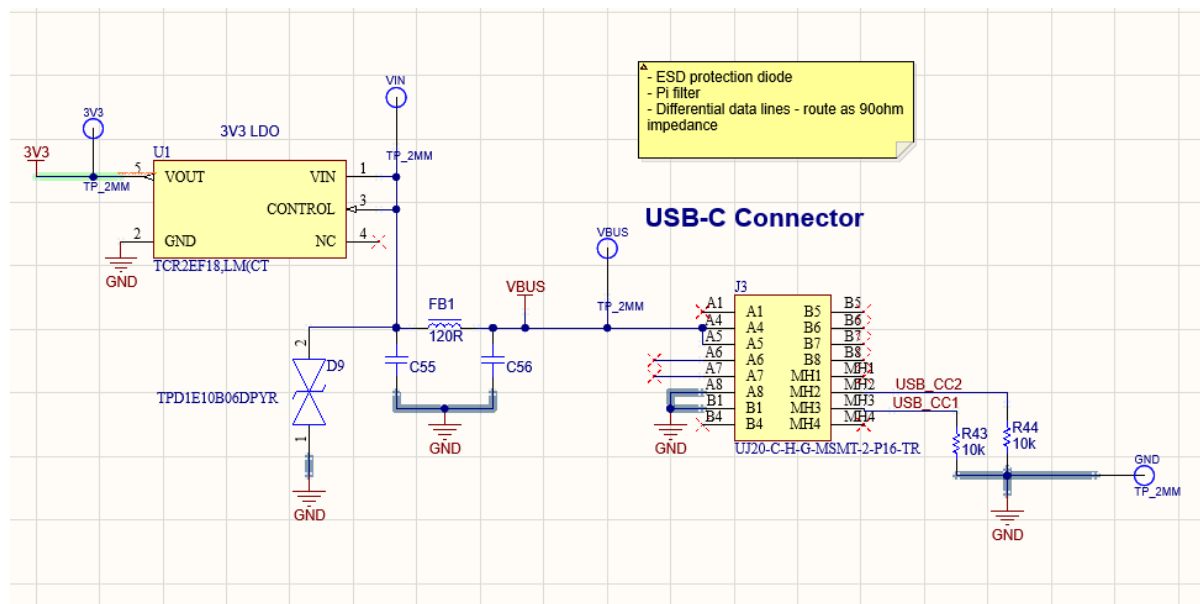 - ESD protection diode
- Pi filter
- Differential data lines - route as 90ohm
impedance
VIN
3V3
3V3 LDO
TP_2MM
3V3
U1
5
VOUT
VIN
1
TP_2MM
CONTROL
3
2
GND
NC
4
GND
TCR2EF18,LM(CT
USB-C Connector
VBUS
TP_2MM
VBUS
FB1
120R
J3
A1
A1
B5
B5
A4
A4
B6
B6
A5
A5
B7
B7
A6
A6
B8
B8
A7
A7
MH1
MH1
A8
A8
MH2
MH2
USB_CC2
B1
B1
MH3
MH3
USB_CC1
B4
B4
MH4
MH4
GND
UJ20-C-H-G-MSMT-2-P16-TR
2
D9
TPD1E10B06DPYR
1
GND
C55
C56
GND
R43
10k
R44
10k
GND
TP_2MM
GND